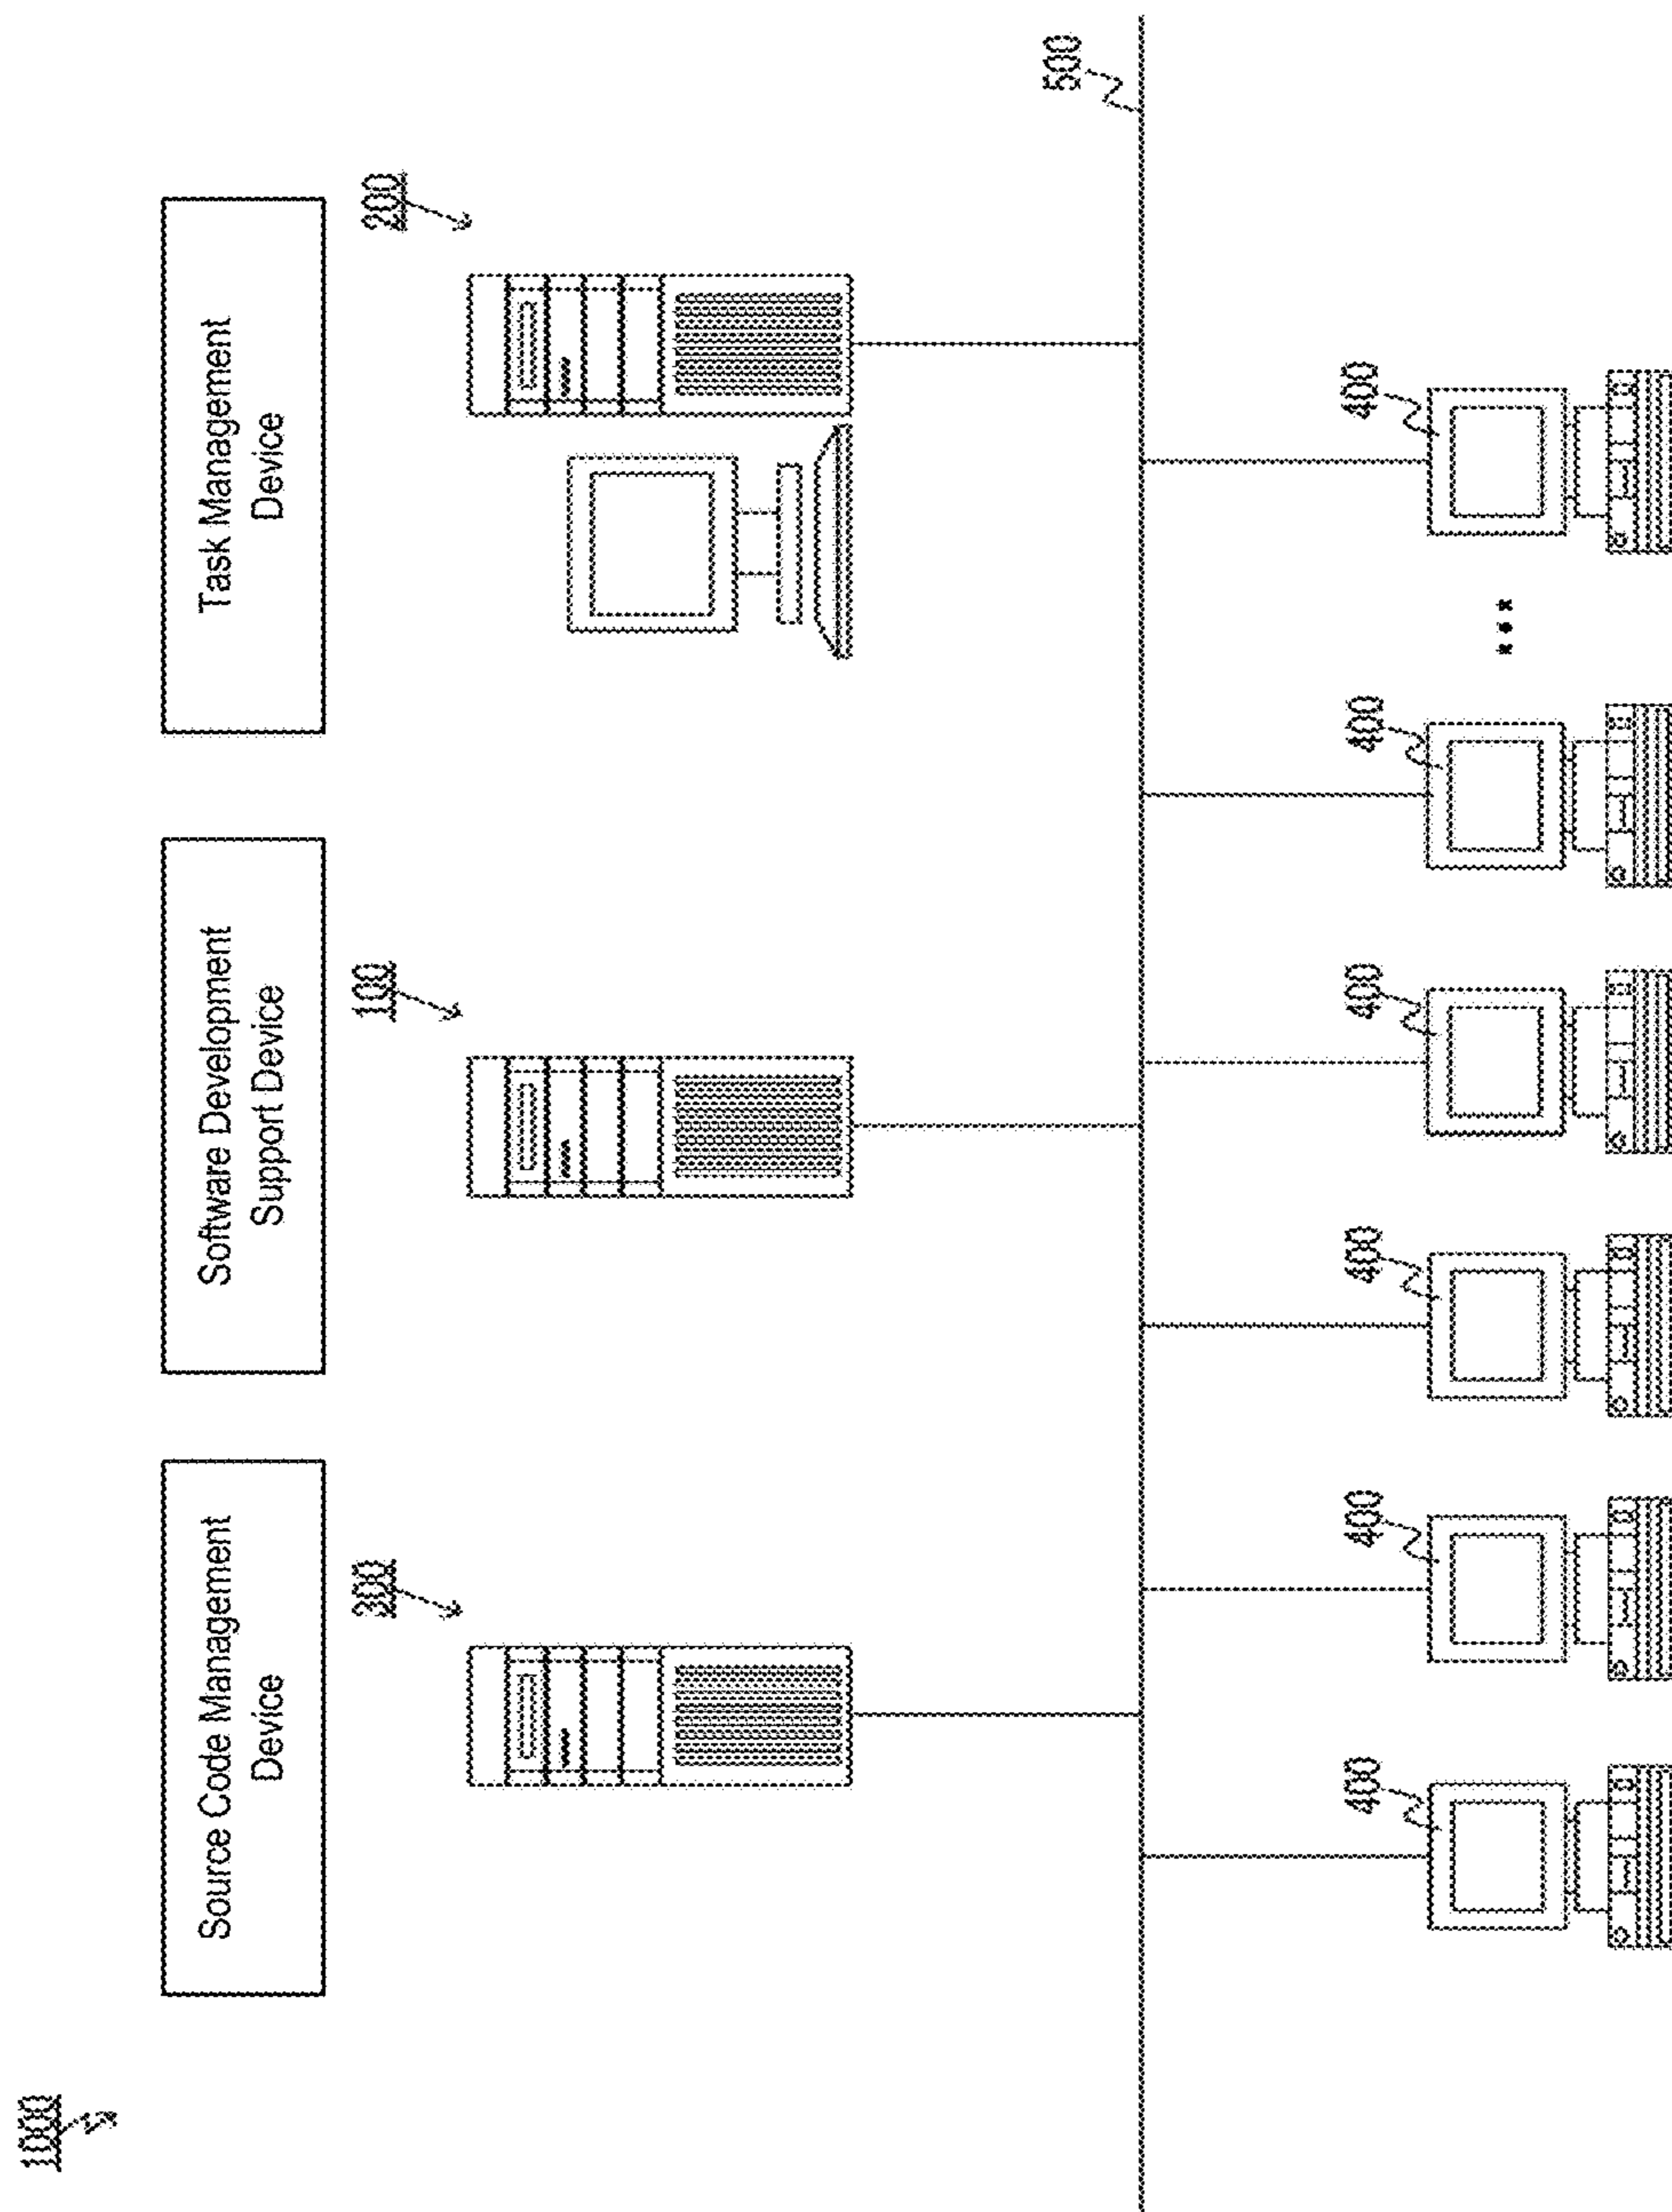 1000
Source Code Management
Device
Software Development
Support Device
Task Management
Device
300
100
200
500
400
400
400
400
400
...
400